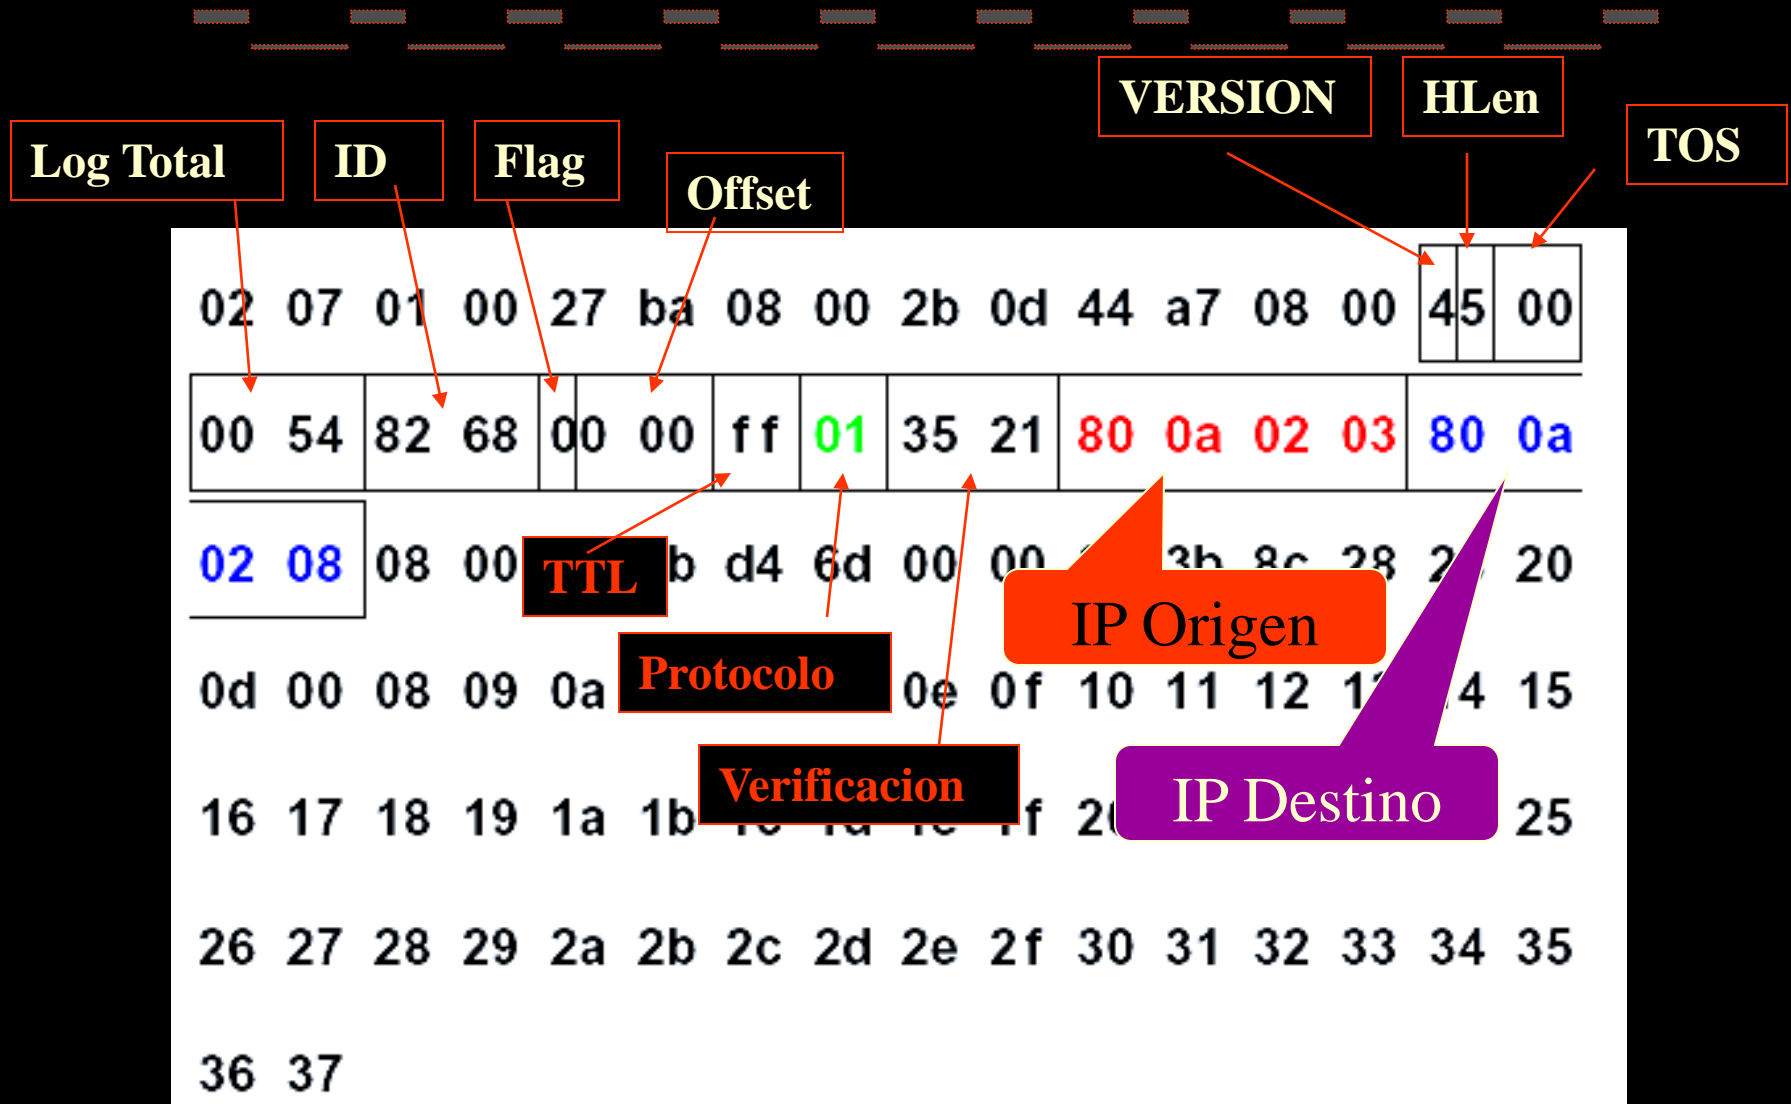 VERSION HLen
TOS
Log Total ID Flag
Offset
02 07 01 00 27 ba 08 00 2b 0d 44 a7 08 00 45 00
00 54 82 68 00 00 ff 01 35 21 80 0a 02 03 80 0a
02 08 08 00 d4 6d 00 00 8c 28 20
TTL
IP Origen
0d 00 08 09 0a 0e 0f 10 11 12 15
Protocolo
Verificacion
IP Destino
16 17 18 19 1a 1b 25
26 27 28 29 2a 2b 2c 2d 2e 2f 30 31 32 33 34 35
36 37